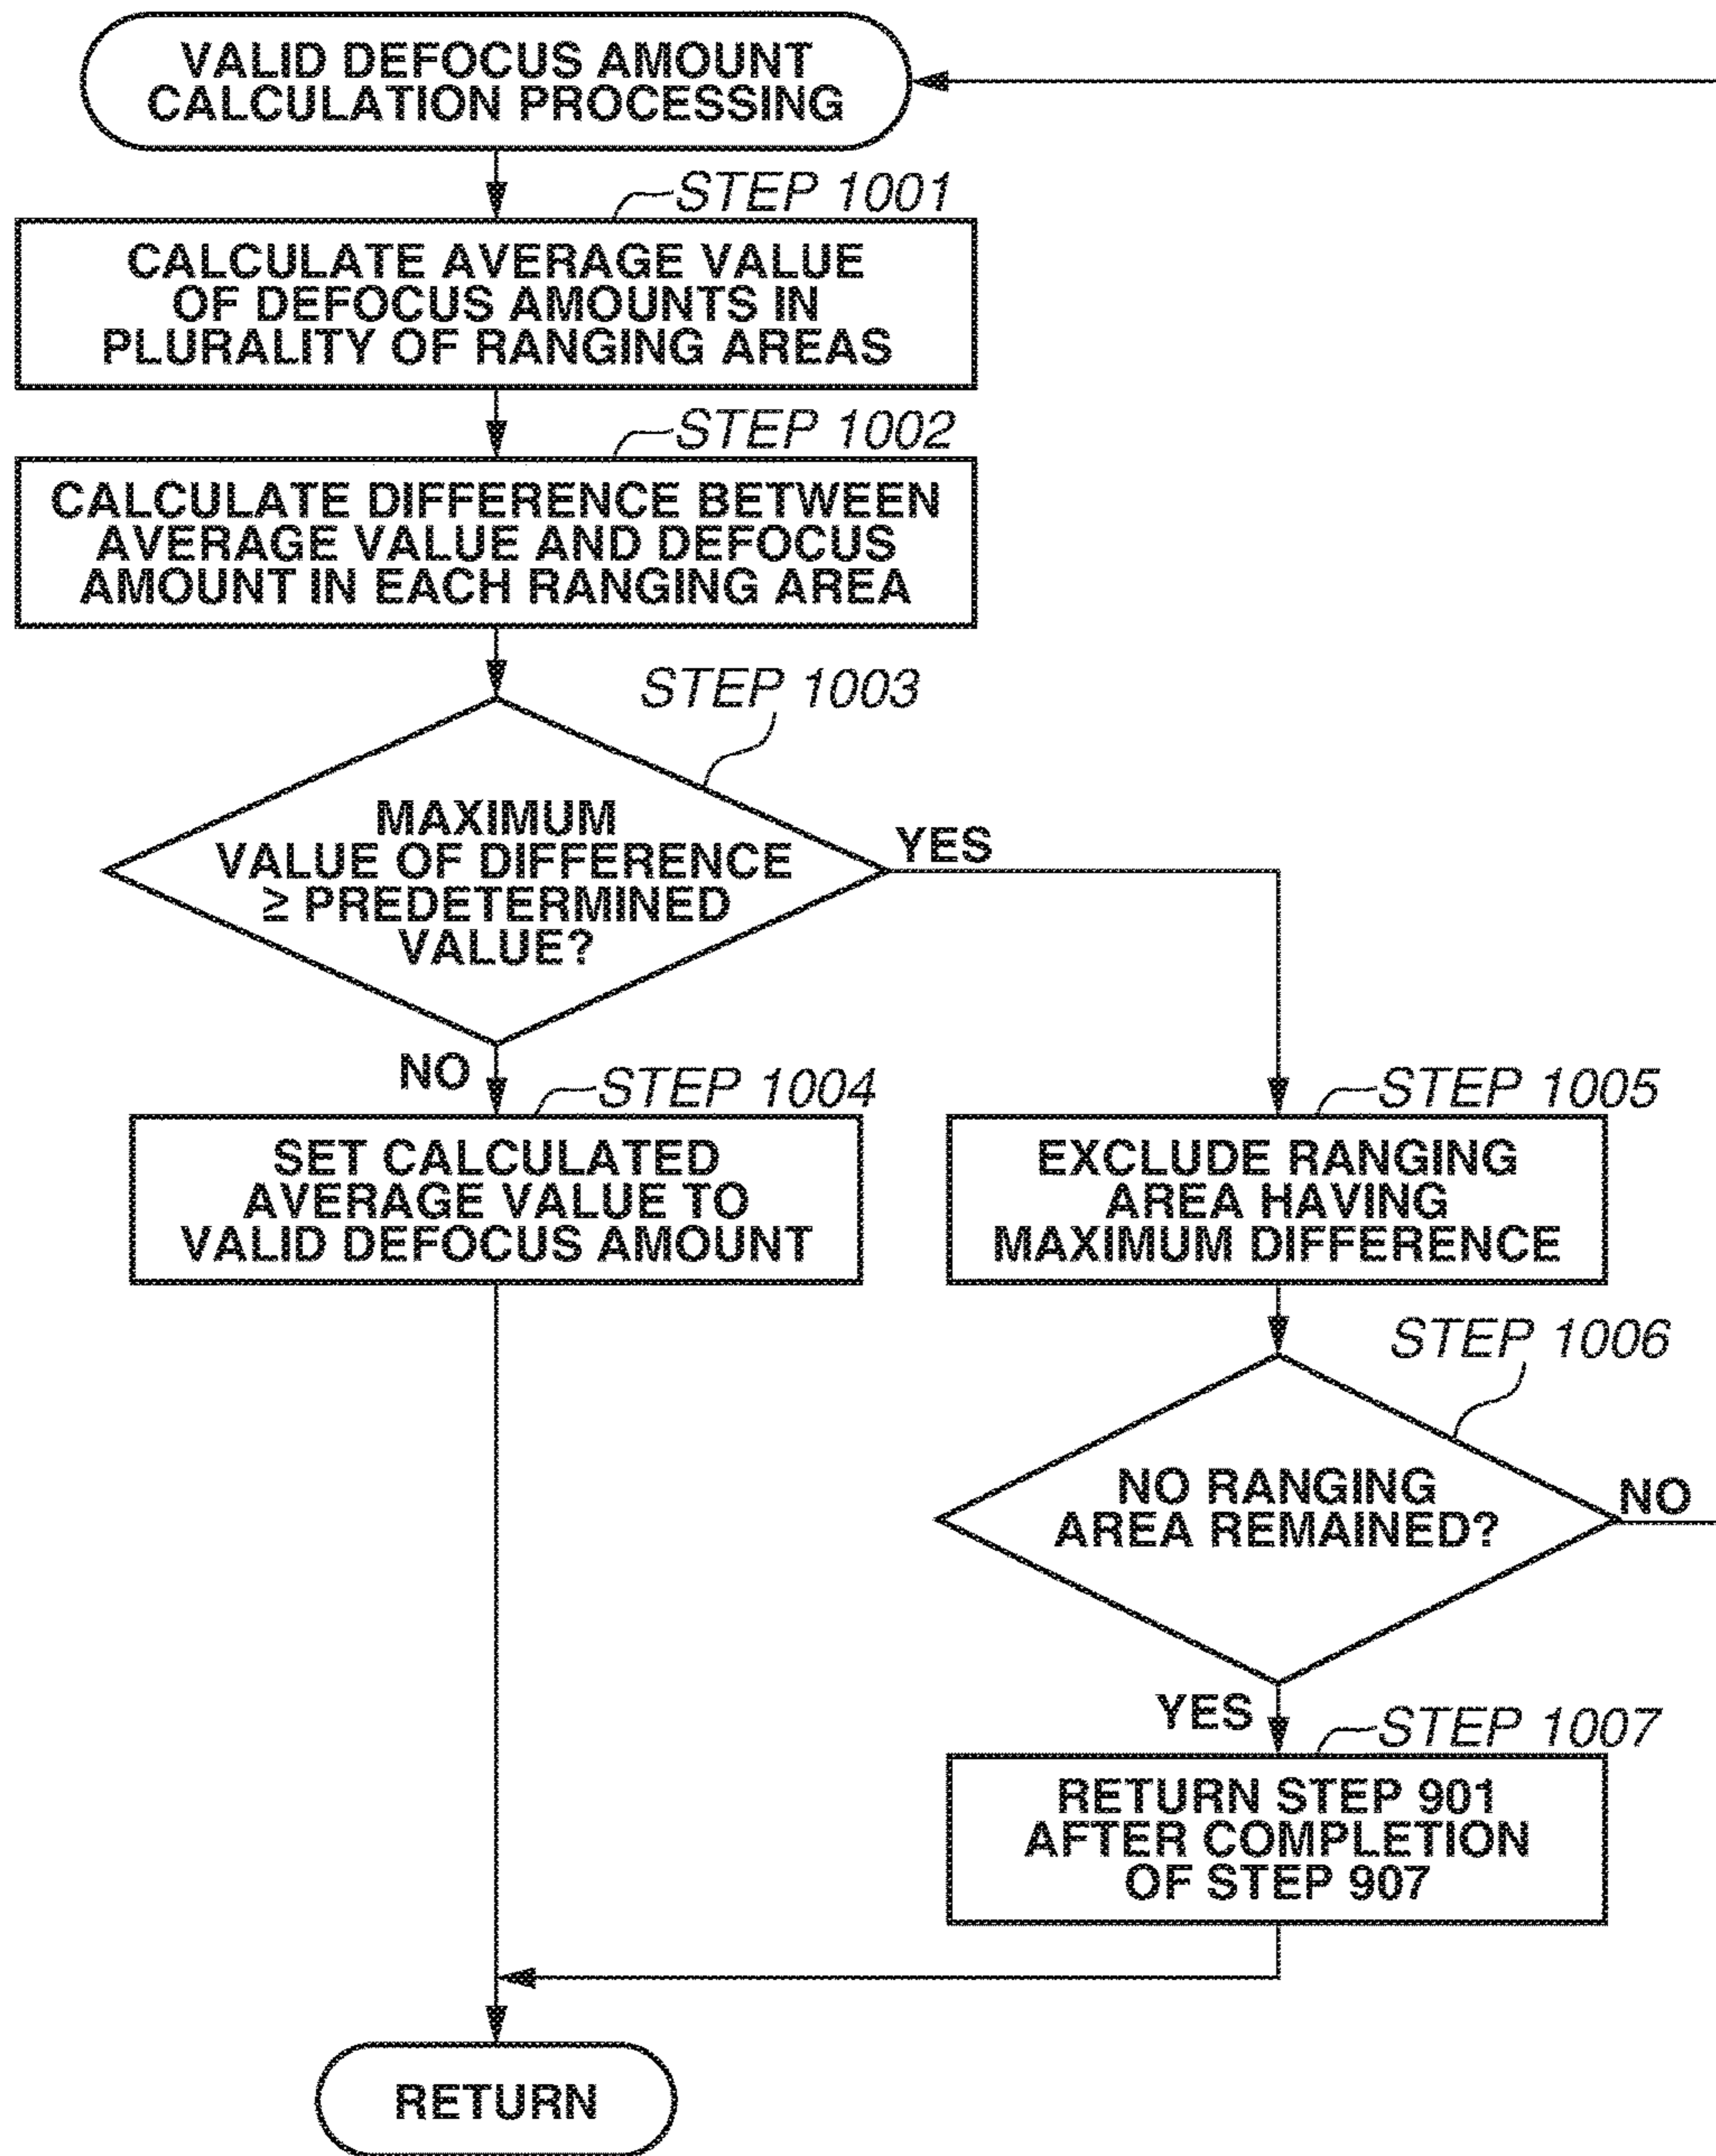 VALID DEFOCUS AMOUNT
CALCULATION PROCESSING
STEP 1001
CALCULATE AVERAGE VALUE
OF DEFOCUS AMOUNTS IN
PLURALITY OF RANGING AREAS
STEP 1002
CALCULATE DIFFERENCE BETWEEN
AVERAGE VALUE AND DEFOCUS
AMOUNT IN EACH RANGING AREA
STEP 1003
MAXIMUM
VALUE OF DIFFERENCE
≥ PREDETERMINED
VALUE?
YES
NO
STEP 1004
SET CALCULATED
AVERAGE VALUE TO
VALID DEFOCUS AMOUNT
STEP 1005
EXCLUDE RANGING
AREA HAVING
MAXIMUM DIFFERENCE
STEP 1006
NO RANGING
AREA REMAINED?
NO
YES
STEP 1007
RETURN STEP 901
AFTER COMPLETION
OF STEP 907
RETURN